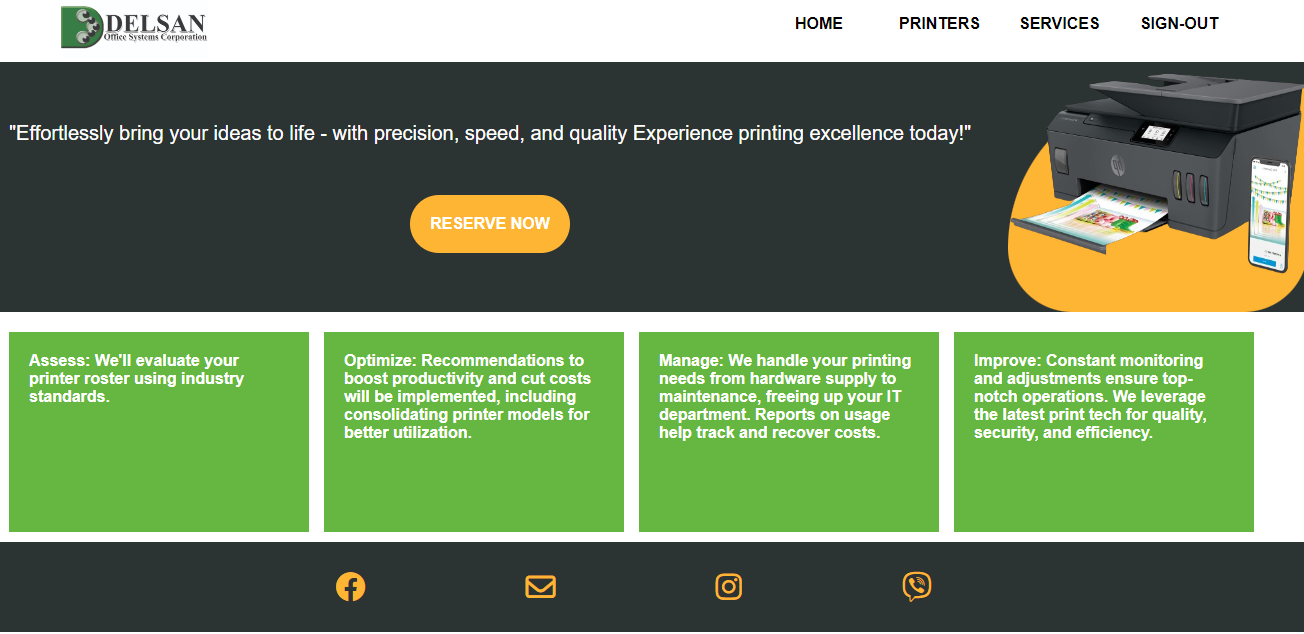 DELSAN
Office Systems Corporation
HOME PRINTERS SERVICES SIGN-OUT
"Effortlessly bring your ideas to life - with precision, speed, and quality Experience printing excellence today!"
RESERVE NOW
Assess: We'll evaluate your
printer roster using industry
standards.
Optimize: Recommendations to
boost productivity and cut costs
will be implemented, including
consolidating printer models for
better utilization.
Manage: We handle your printing
needs from hardware supply to
maintenance, freeing up your IT
department. Reports on usage
help track and recover costs.
Improve: Constant monitoring
and adjustments ensure top-
notch operations. We leverage
the latest print tech for quality,
security, and efficiency.